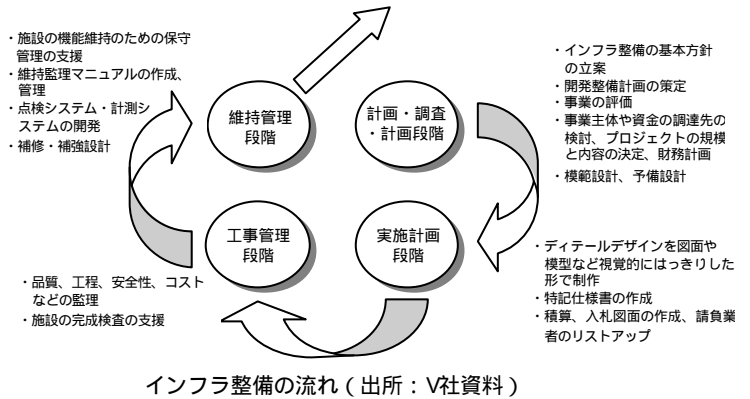 ・施設の機能維持のための保守
管理の支援
・維持監理マニュアルの作成、
管理
・点検システム・計測シ
ステムの開発
・補修・補強設計
維持管理
段階
計画・調査
・計画段階
・インフラ整備の基本方針
の立案
・開発整備計画の策定
・事業の評価
・事業主体や資金の調達先の
検討、プロジェクトの規模
と内容の決定、財務計画
・模範設計、予備設計
工事管理
段階
実施計画
段階
・品質、工程、安全性、コスト
などの監理
・施設の完成検査の支援
・ディテールデザインを図面や
模型など視覚的にはっきりした
形で制作
・特記仕様書の作成
・積算、入札図面の作成、請負業
者のリストアップ
インフラ整備の流れ（出所：V社資料）